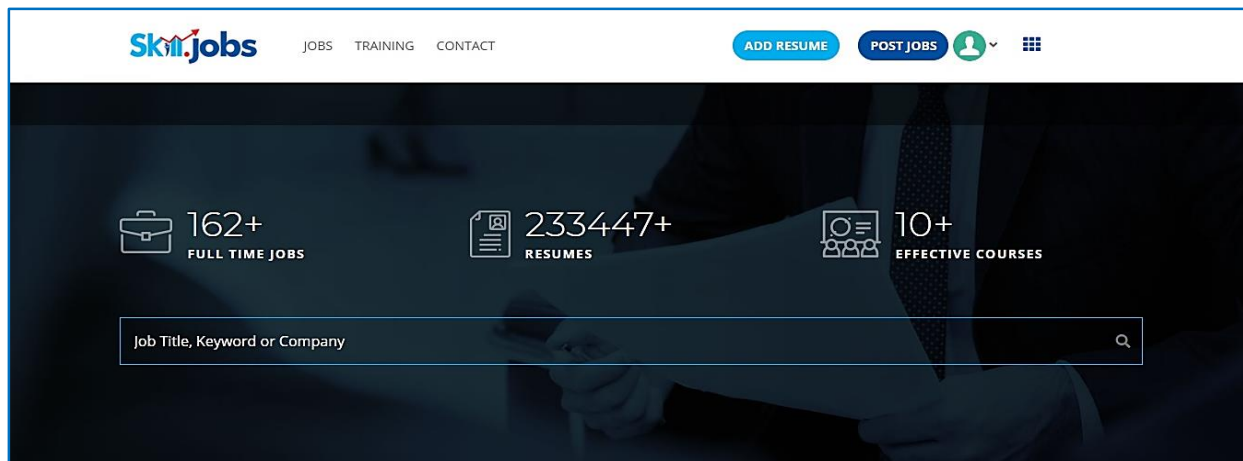 Skill.jobs
JOBS TRAINING CONTACT
ADD RESUME
POST JOBS
162+
FULL TIME JOBS
233447+
RESUMES
10+
EFFECTIVE COURSES
Job Title, Keyword or Company